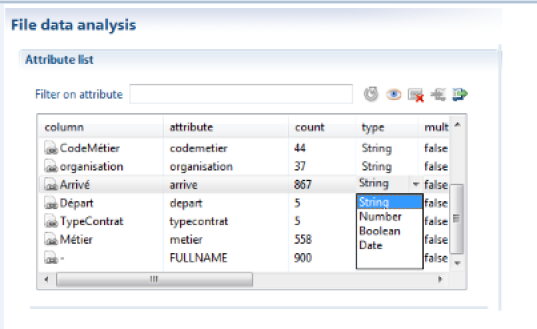 File data analysis
Attribute list
Filter on attribute
column attribute count type mult
CodeMétier codemetier 44 String false
organisation organisation 37 String false
Arrivé arrive 867 String false
Départ depart 5 String false
TypeContrat typecontrat 5 Number false
Métier metier 558 Boolean false
- FULLNAME 900 Date false